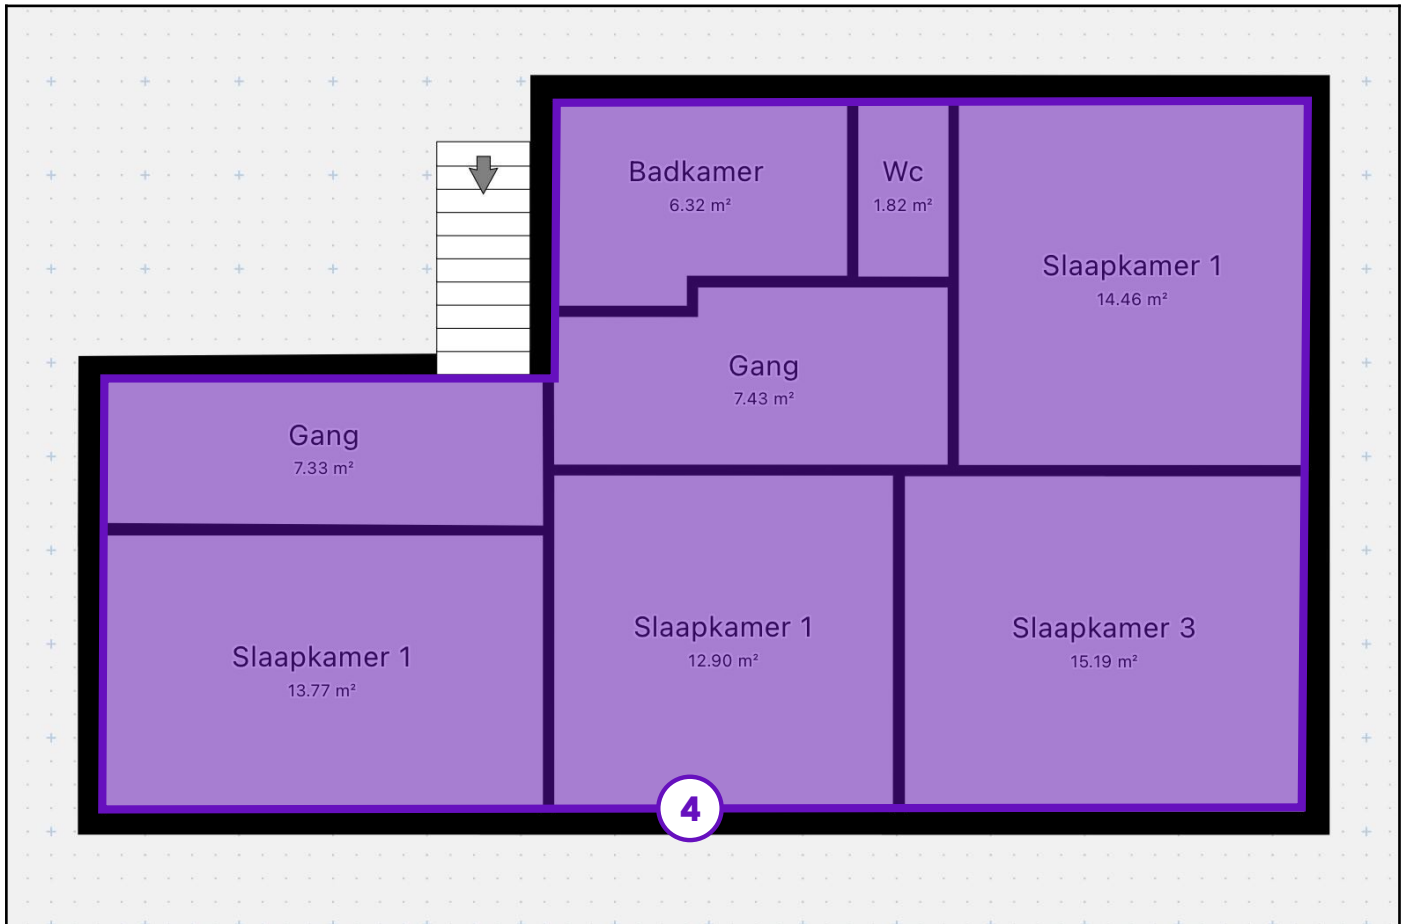 Badkamer
6.32 m²
Wc
1.82 m²
Slaapkamer 1
14.46 m²
Gang
7.43 m²
Gang
7.33 m²
Slaapkamer 1
13.77 m²
Slaapkamer 1
12.90 m²
Slaapkamer 3
15.19 m²
4